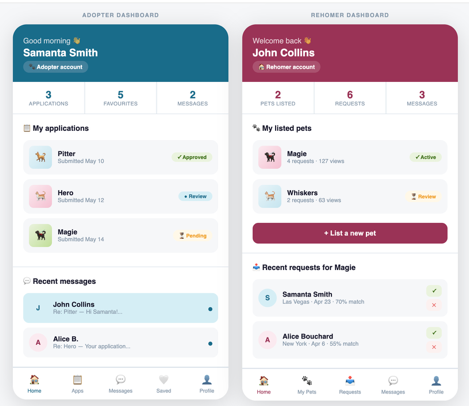 ADOPTER DASHBOARD
Good morning 👋
Samanta Smith
🐾 Adopter account
3
APPLICATIONS
5
FAVOURITES
2
MESSAGES
📋 My applications
Pitter
Submitted May 10
✓Approved
Hero
Submitted May 12
● Review
Magie
Submitted May 14
⏳ Pending
💬 Recent messages
J
John Collins
Re: Pitter — Hi Samanta!...
A
Alice B.
Re: Hero — Your application...
Home
Apps
Messages
Saved
Profile
REHOMER DASHBOARD
Welcome back 👋
John Collins
🏠 Rehomer account
2
PETS LISTED
6
REQUESTS
3
MESSAGES
🐾 My listed pets
Magie
4 requests · 127 views
✓Active
Whiskers
2 requests · 63 views
⏳ Review
+ List a new pet
📥 Recent requests for Magie
S
Samanta Smith
Las Vegas · Apr 23 · 70% match
✓
✕
A
Alice Bouchard
New York · Apr 6 · 55% match
✓
✕
Home
My Pets
Requests
Messages
Profile